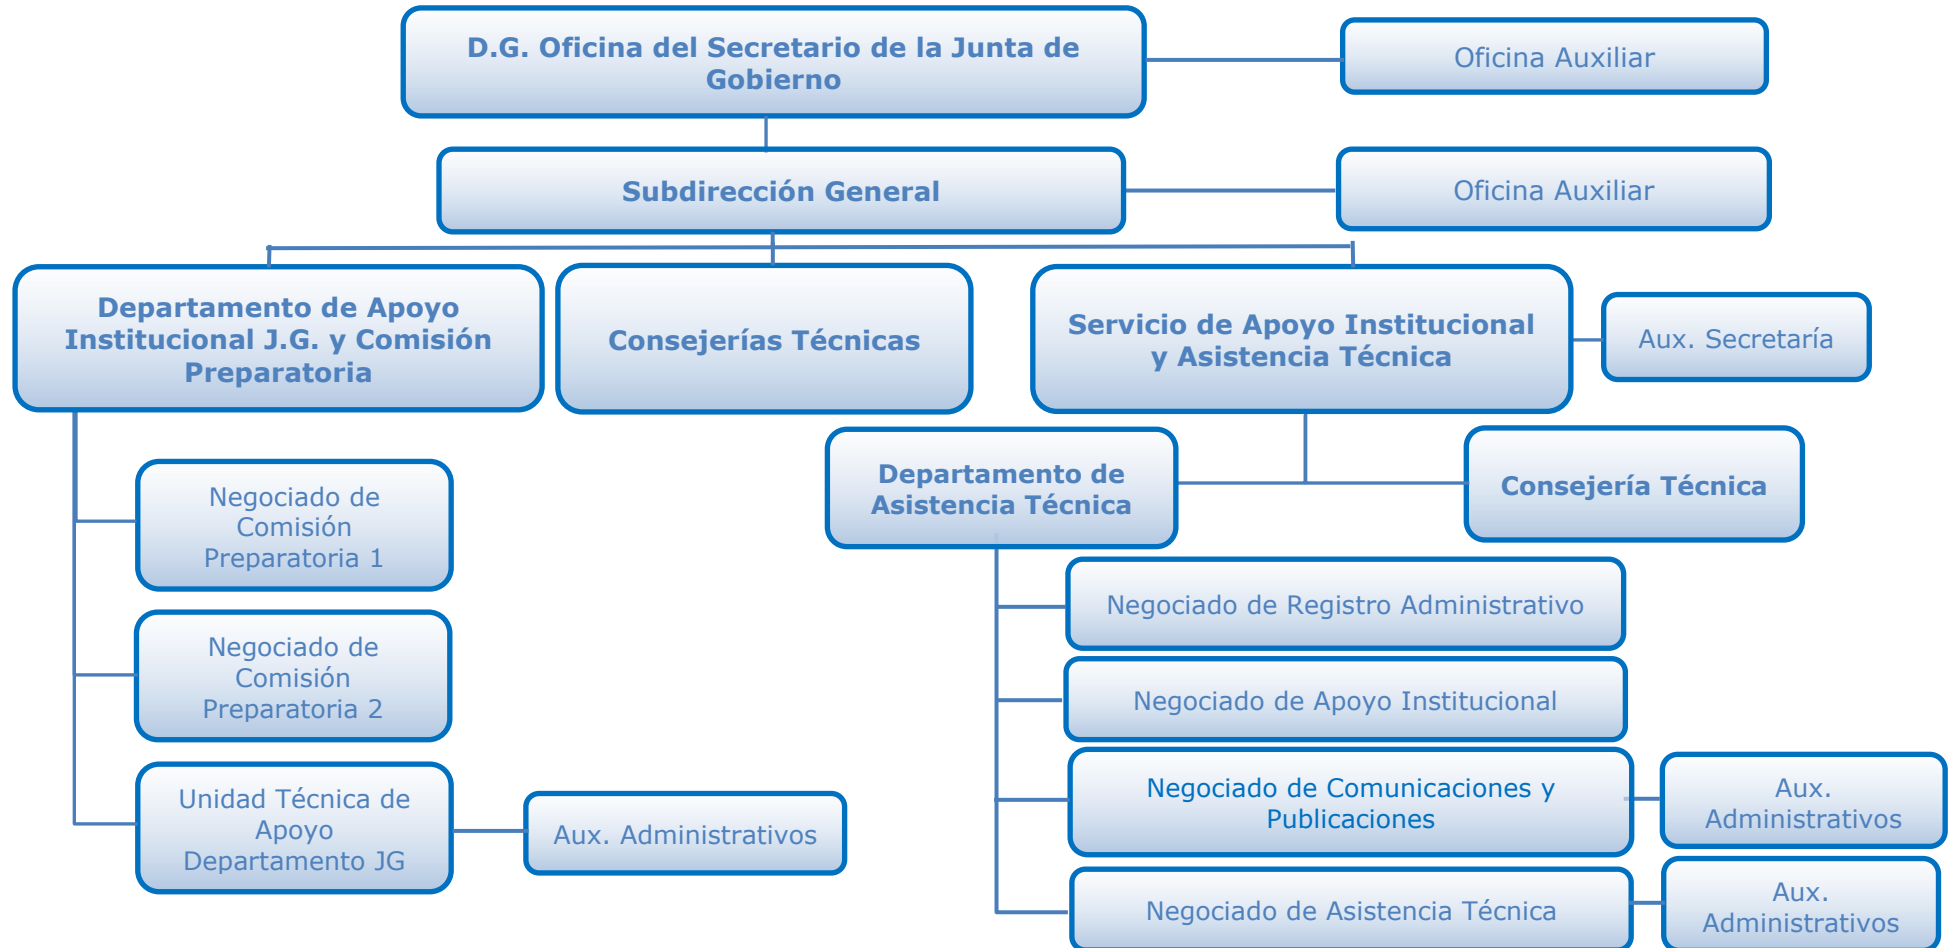 D.G. Oficina del Secretario de la Junta de
Gobierno
Oficina Auxiliar
Subdirección General
Oficina Auxiliar
Departamento de Apoyo
Institucional J.G. y Comisión
Preparatoria
Consejerías Técnicas
Servicio de Apoyo Institucional
y Asistencia Técnica
Aux. Secretaría
Negociado de
Comisión
Preparatoria 1
Negociado de
Comisión
Preparatoria 2
Unidad Técnica de
Apoyo
Departamento JG
Aux. Administrativos
Departamento de
Asistencia Técnica
Consejería Técnica
Negociado de Registro Administrativo
Negociado de Apoyo Institucional
Negociado de Comunicaciones y
Publicaciones
Aux.
Administrativos
Negociado de Asistencia Técnica
Aux.
Administrativos